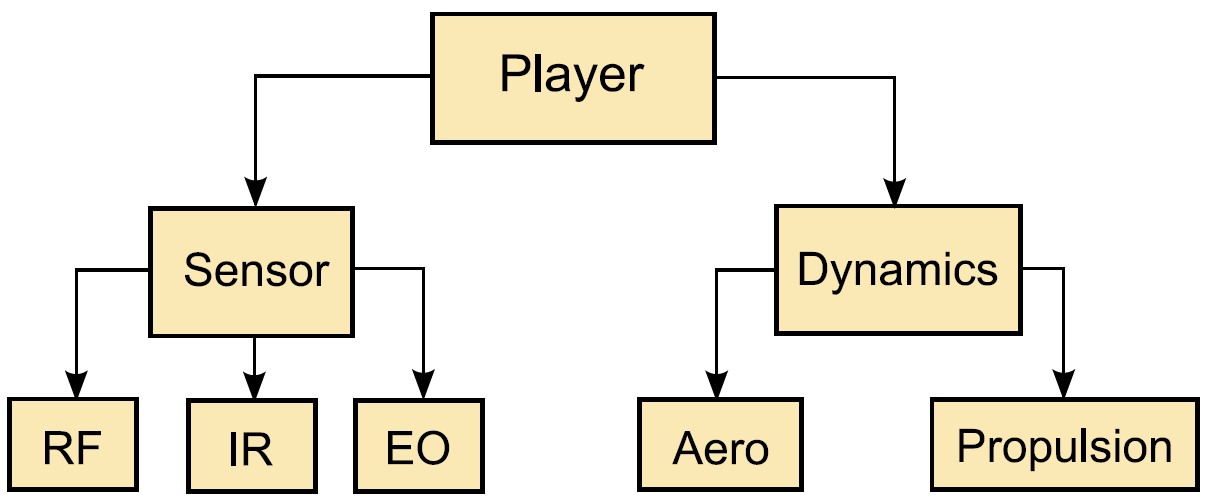 Player
Sensor
Dynamics
RF
IR
EO
Aero
Propulsion